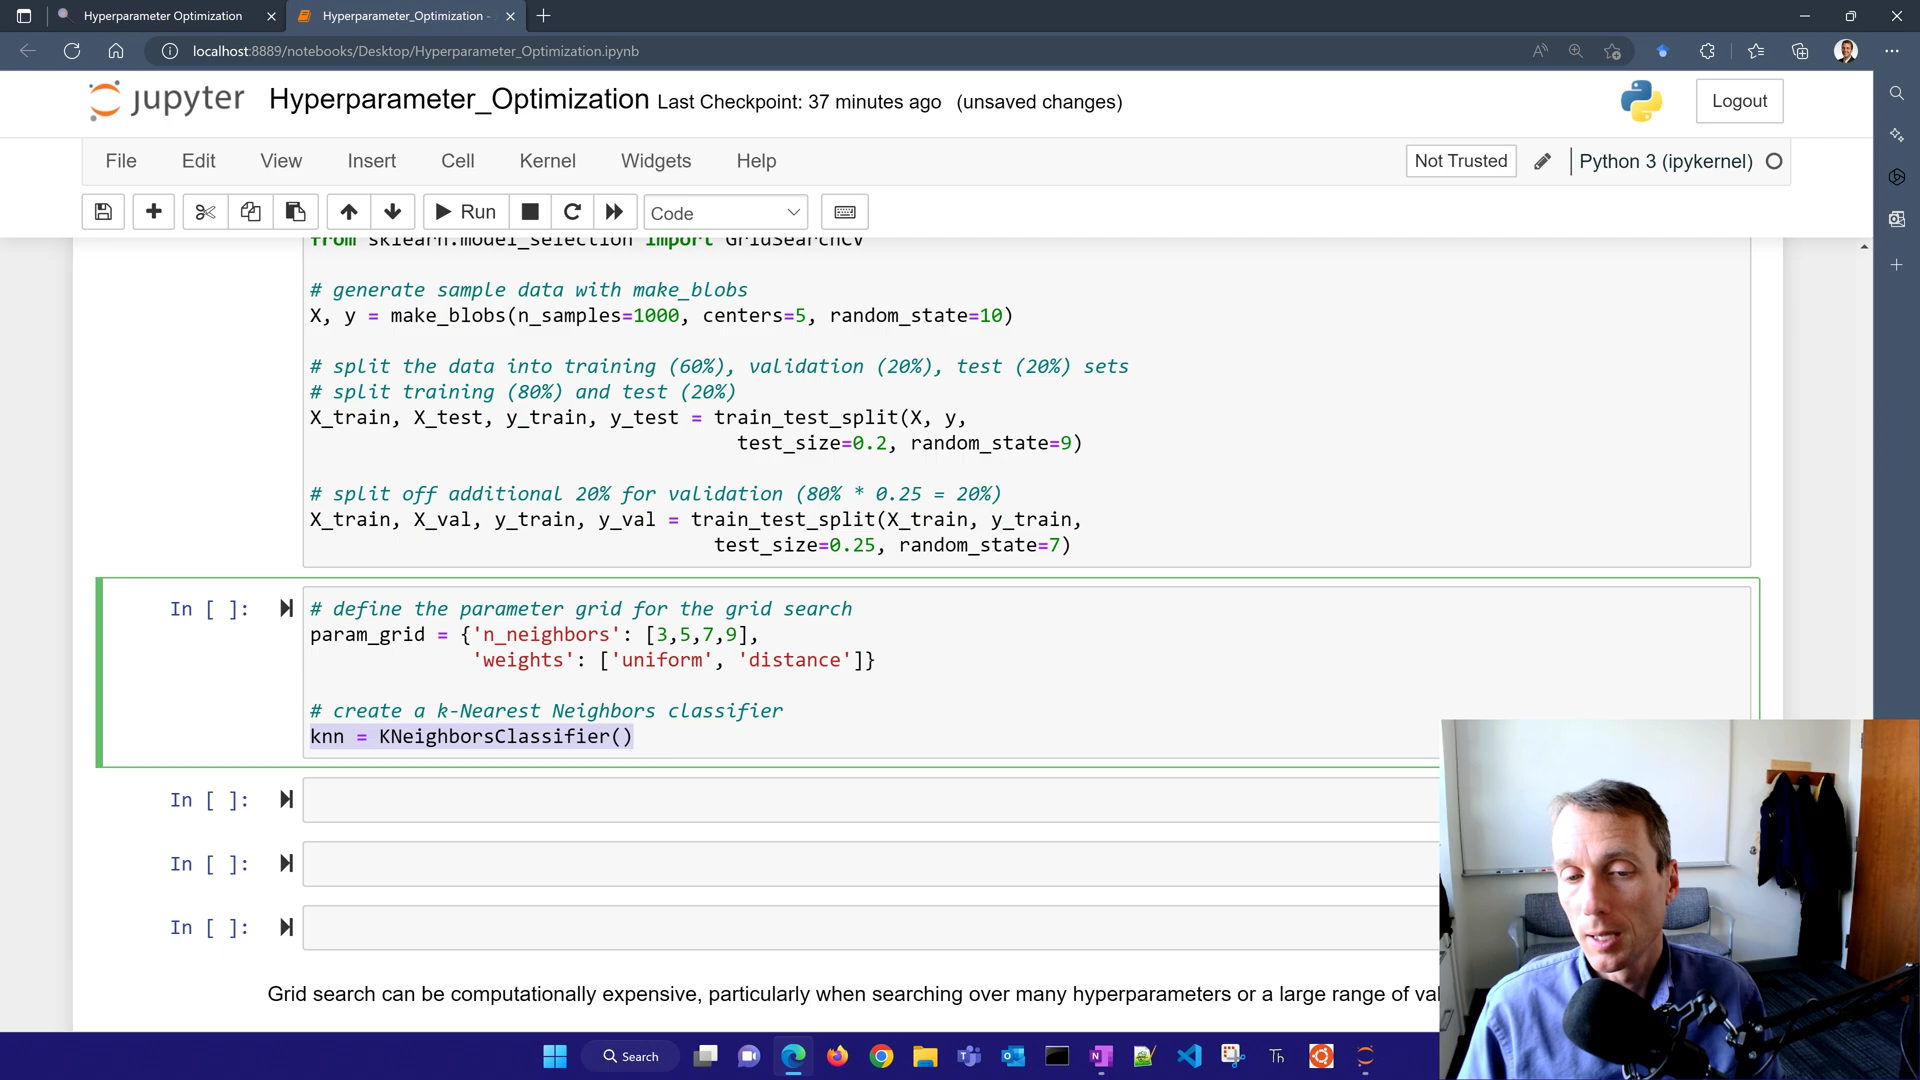 Hyperparameter Optimization
Hyperparameter_Optimization -
localhost:8889/notebooks/Desktop/Hyperparameter_Optimization.ipynb
jupyter Hyperparameter_Optimization Last Checkpoint: 37 minutes ago (unsaved changes)
Logout
File Edit View Insert Cell Kernel Widgets Help
Not Trusted Python 3 (ipykernel)
Run Code
from sklearn.model_selection import GridSearchCV
# generate sample data with make_blobs
X, y = make_blobs(n_samples=1000, centers=5, random_state=10)
# split the data into training (60%), validation (20%), test (20%) sets
# split training (80%) and test (20%)
X_train, X_test, y_train, y_test = train_test_split(X, y,
test_size=0.2, random_state=9)
# split off additional 20% for validation (80% * 0.25 = 20%)
X_train, X_val, y_train, y_val = train_test_split(X_train, y_train,
test_size=0.25, random_state=7)
In [ ]:
# define the parameter grid for the grid search
param_grid = {'n_neighbors': [3,5,7,9],
'weights': ['uniform', 'distance']}
# create a k-Nearest Neighbors classifier
knn = KNeighborsClassifier()
In [ ]:
In [ ]:
In [ ]:
Grid search can be computationally expensive, particularly when searching over many hyperparameters or a large range of val
Search
Th